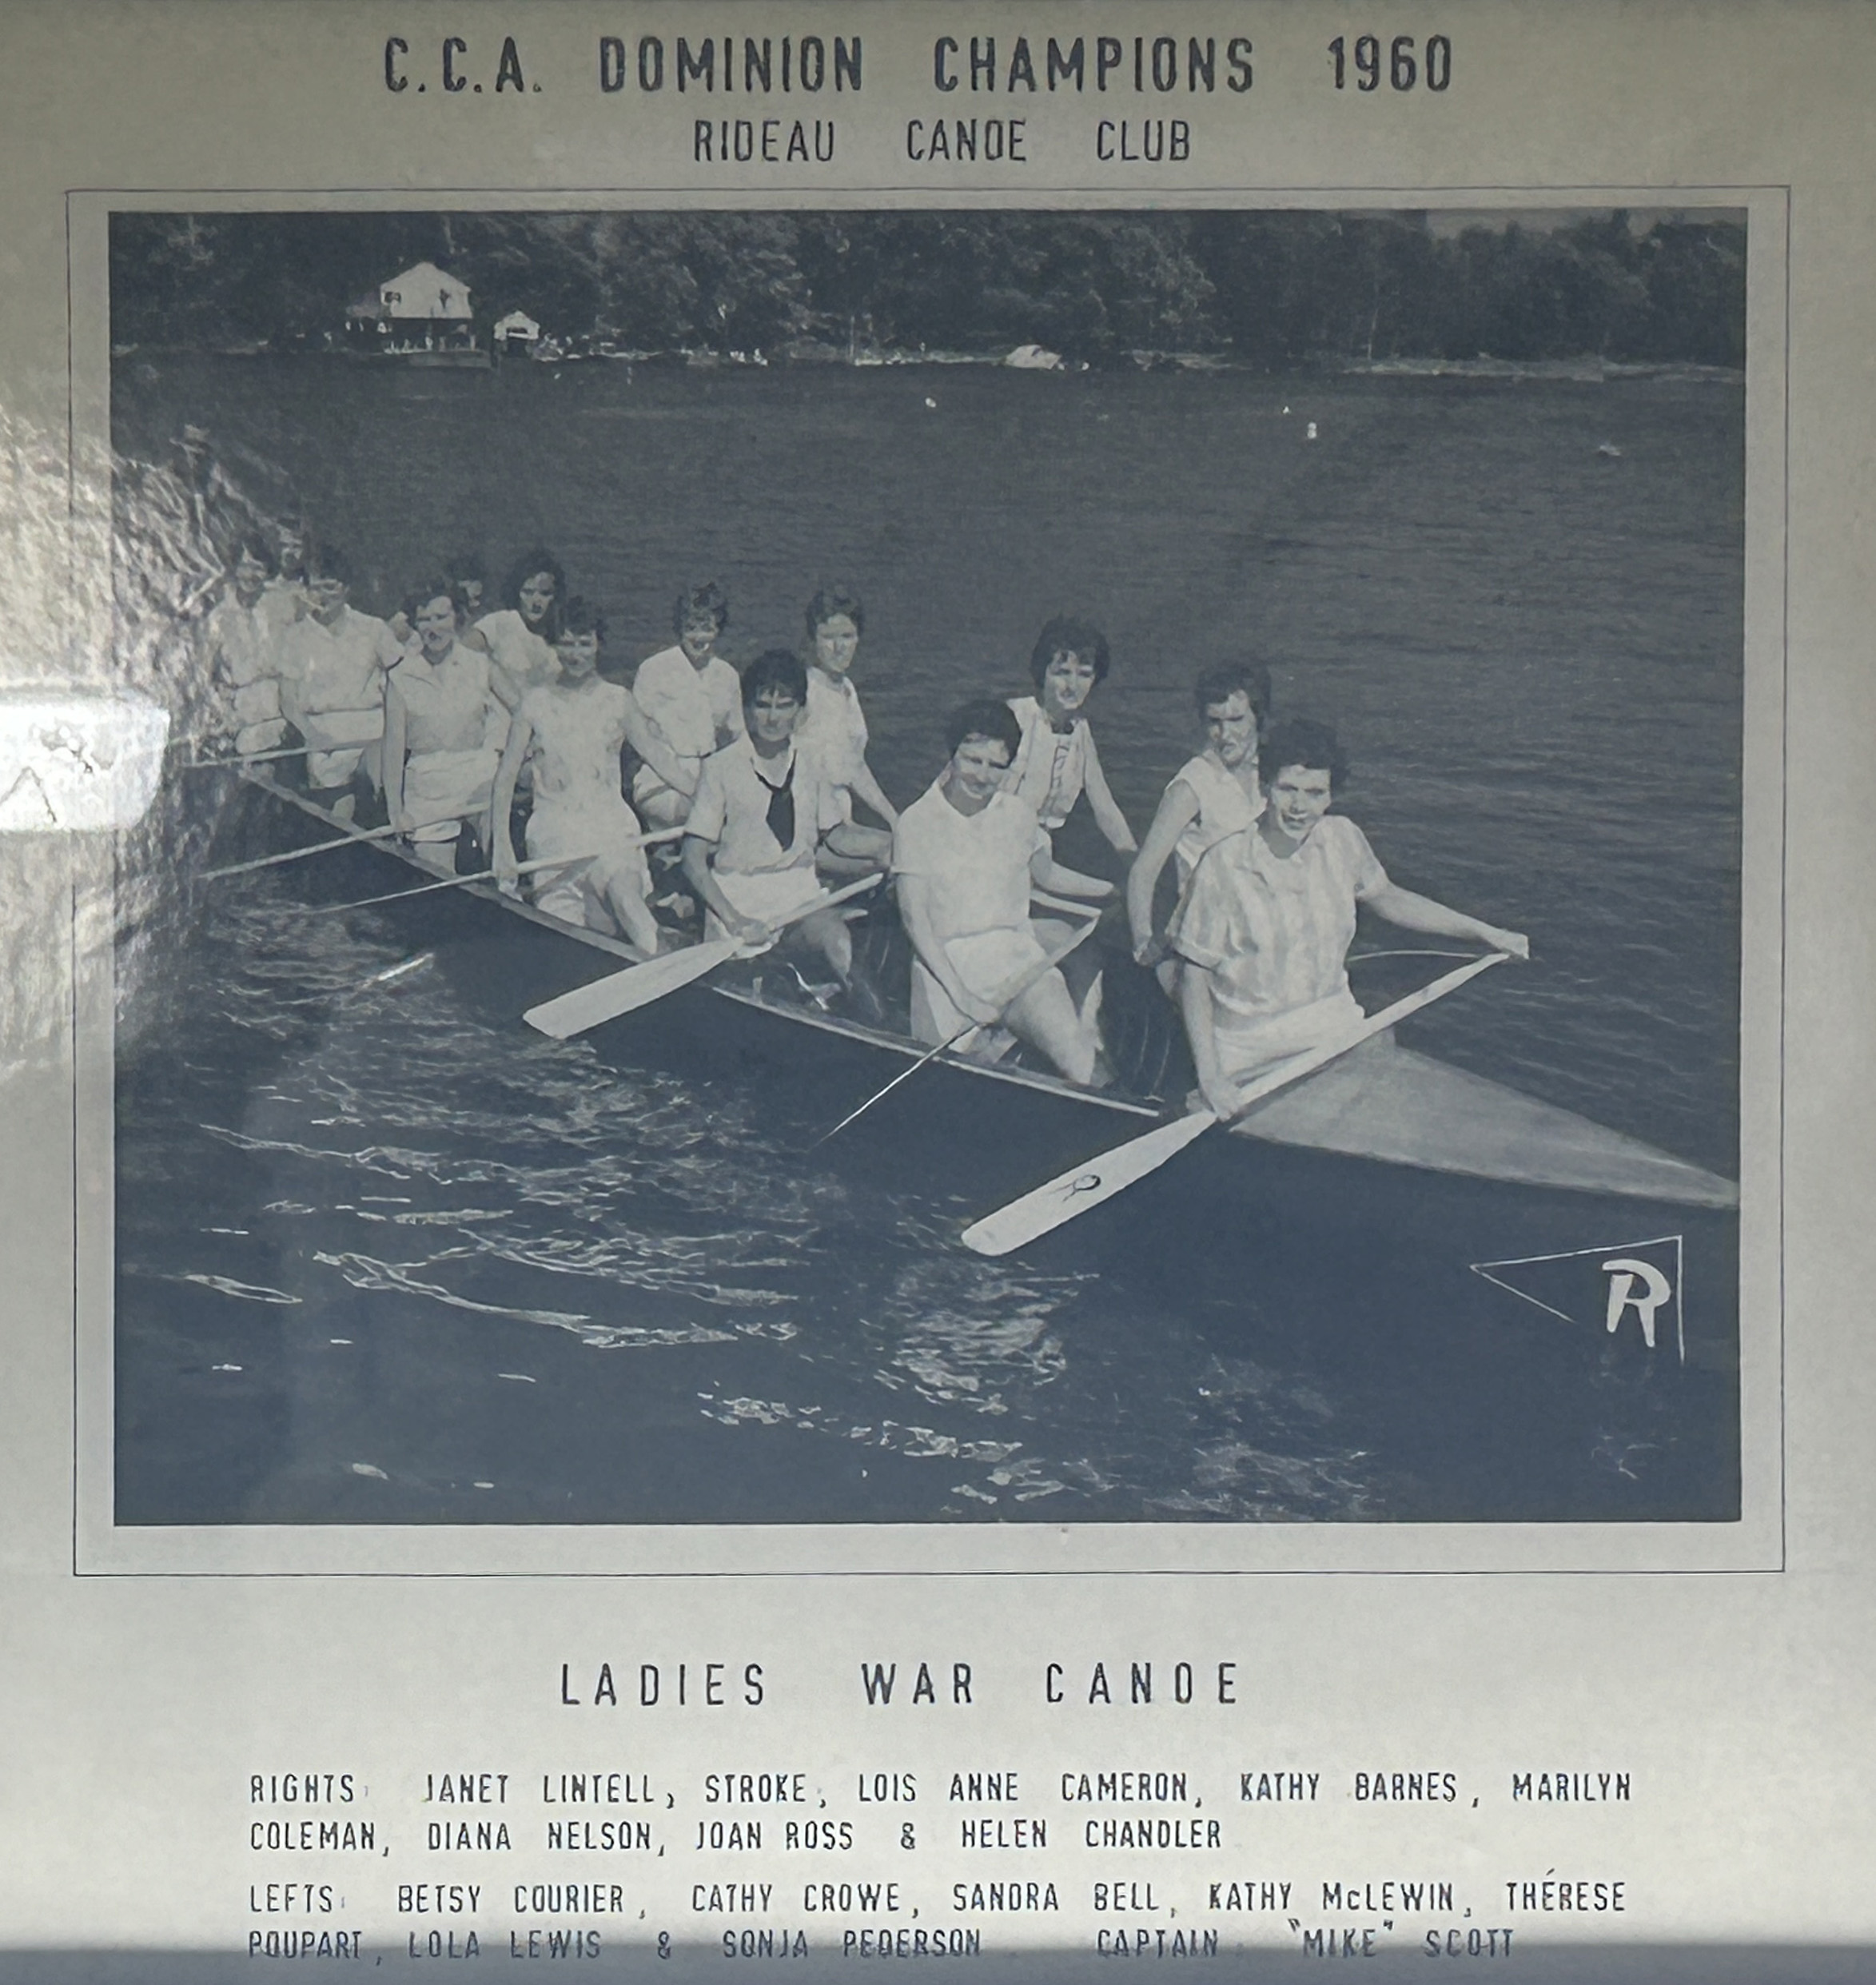 C.C.A. DOMINION CHAMPIONS 1960
RIDEAU CANOE CLUB
R
LADIES WAR CANOE
RIGHTS: JANET LINTELL, STROKE, LOIS ANNE CAMERON, KATHY BARNES, MARILYN
COLEMAN, DIANA NELSON, JOAN ROSS & HELEN CHANDLER
LEFTS: BETSY COURIER, CATHY CROWE, SANDRA BELL, KATHY McLEWIN, THÉRESE
POUPART, LOLA LEWIS & SONJA PEDERSON CAPTAIN: "MIKE" SCOTT